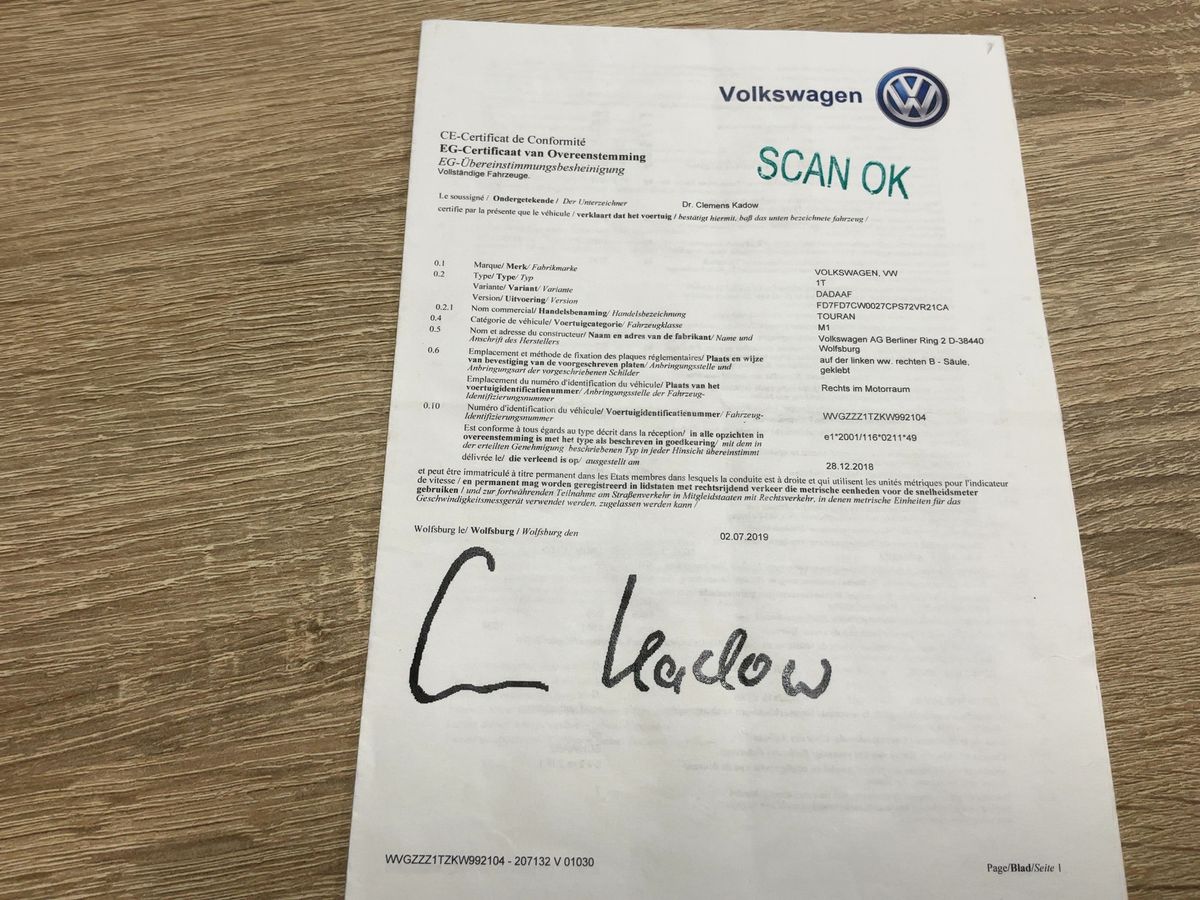 Volkswagen
CE-Certificat de Conformité
EG-Certificaat van Overeenstemming
EG-Übereinstimmungsbesheinigung
Vollständige Fahrzeuge.
SCAN OK
Le soussigné / Ondergetekende / Der Unterzeichner Dr. Clemens Kadow
certifie par la présente que le véhicule / verklaart dat het voertuig / bestätigt hiermit, baß das unten bezeichnete fahrzeug /
0.1 Marque/ Merk/ Fabrikmarke VOLKSWAGEN, VW
0.2 Type/ Type/ Typ 1T
Variante/ Variant/ Variante DADAAF
Version/ Uitvoering/ Version FD7FD7CW0027CPS72VR21CA
0.2.1 Nom commercial/ Handelsbenaming/ Handelsbezeichnung TOURAN
0.4 Catégorie de véhicule/ Voertuigcategorie/ Fahrzeugklasse M1
0.5 Nom et adresse du constructeur/ Naam en adres van de fabrikant/ Name und Volkswagen AG Berliner Ring 2 D-38440
Anschrift des Herstellers Wolfsburg
0.6 Emplacement et méthode de fixation des plaques réglementaires/ Plaats en wijze auf der linken ww. rechten B - Säule,
van bevestiging van de voorgeschreven platen/ Anbringungsstelle und geklebt
Anbringungsart der vorgeschriebenen Schilder
Emplacement du numéro d'identification du véhicule/ Plaats van het Rechts im Motorraum
voertuigidentificatienummer/ Anbringungsstelle der Fahrzeug-
Identifizierungsnummer
0.10 Numéro d'identification du véhicule/ Voertuigidentificatienummer/ Fahrzeug- WVGZZZ1TZKW992104
Identifizierungsnummer
Est conforme à tous égards au type décrit dans la réception/ in alle opzichten in e1*2001/116*0211*49
overeenstemming is met het type als beschreven in goedkeuring/ mit dem in
der erteilten Genehmigung beschriebenen Typ in jeder Hinsicht übereinstimmt
délivrée le/ die verleend is op/ ausgestellt am 28.12.2018
et peut être immatriculé à titre permanent dans les Etats membres dans lesquels la conduite est à droite et qui utilisent les unités métriques pour l'indicateur
de vitesse / en permanent mag worden geregistreerd in lidstaten met rechtsrijdend verkeer die metrische eenheden voor de snelheidsmeter
gebruiken / und zur fortwährenden Teilnahme am Straßenverkehr in Mitgleidstaaten mit Rechtsverkehr, in denen metrische Einheiten für das
Geschwindigkeitsmessgerät verwendet werden, zugelassen werden kann /
Wolfsburg le/ Wolfsburg / Wolfsburg den 02.07.2019
Kadow
WVGZZZ1TZKW992104 - 207132 V 01030
Page/Blad/Seite 1